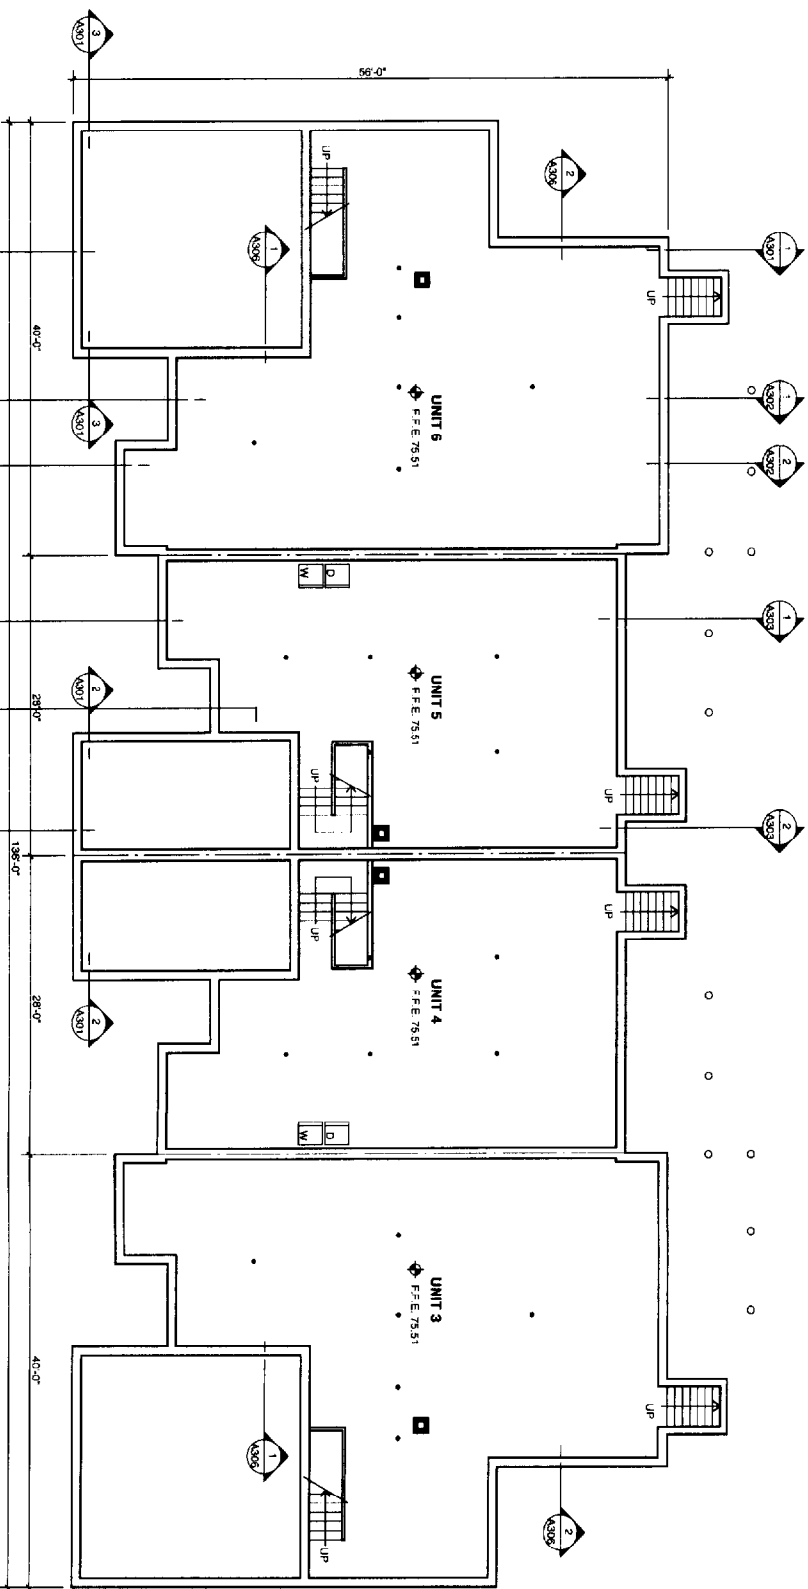 3
A301
56'-0"
UP
2
A306
1
A306
1
A301
UP
40'-0"
3
A301
UNIT 6
F.F.E. 75.51
1
A302
2
A302
W
D
1
A303
2
A301
28'-0"
UNIT 5
F.F.E. 75.51
UP
UP
2
A303
136'-0"
UP
UP
2
A301
28'-0"
UNIT 4
F.F.E. 75.51
W
D
UNIT 3
F.F.E. 75.51
40'-0"
UP
1
A306
UP
2
A306